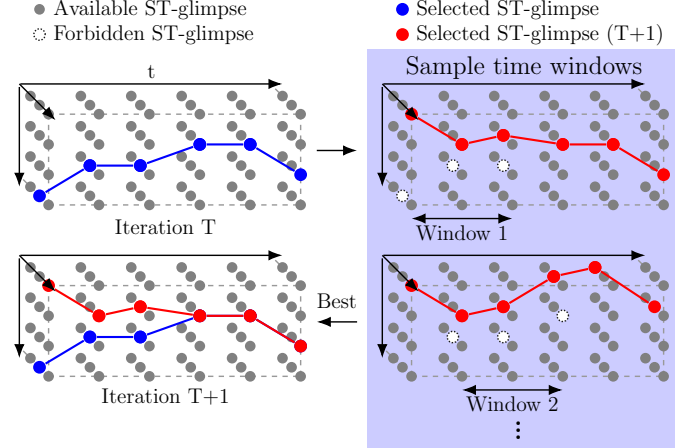 Available ST-glimpse
Forbidden ST-glimpse
Selected ST-glimpse
Selected ST-glimpse (T+1)
t
Sample time windows
Iteration T
Window 1
Best
Iteration T+1
Window 2